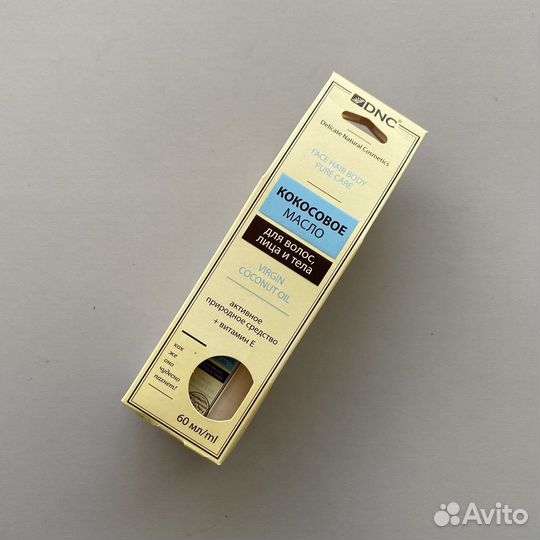 DNC®
Delicate Natural Cosmetics
FACE HAIR BODY
PURE CARE
КОКОСОВОЕ
МАСЛО
ДЛЯ ВОЛОС,
ЛИЦА И ТЕЛА
VIRGIN
COCONUT OIL
активное
природное средство
+ витамин Е
как
же
оно
чудесно
пахнет!
60 мл/ml
Avito